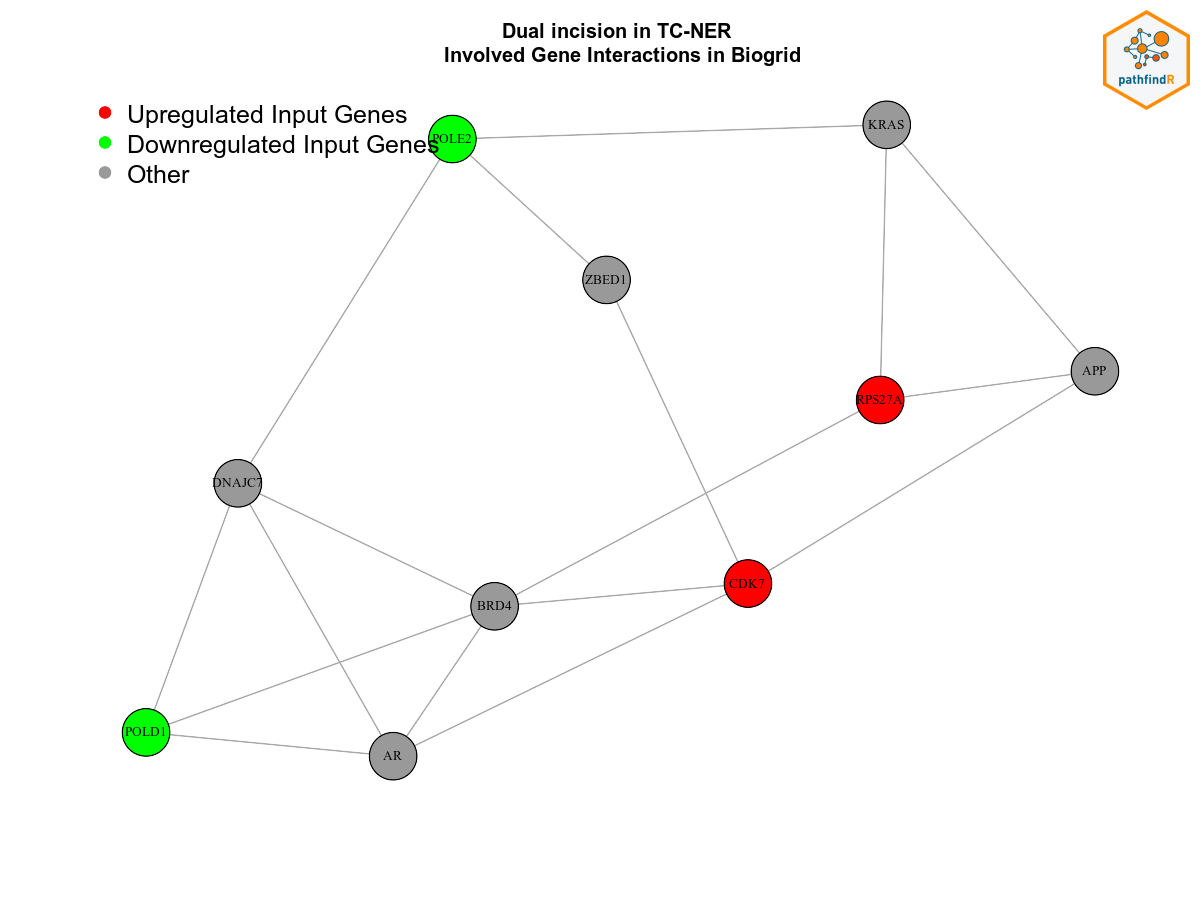 Dual incision in TC-NER
Involved Gene Interactions in Biogrid
pathfindR
Upregulated Input Genes
Downregulated Input Genes
Other
POLE2
KRAS
ZBED1
APP
RPS27A
DNAJC7
CDK7
BRD4
POLD1
AR